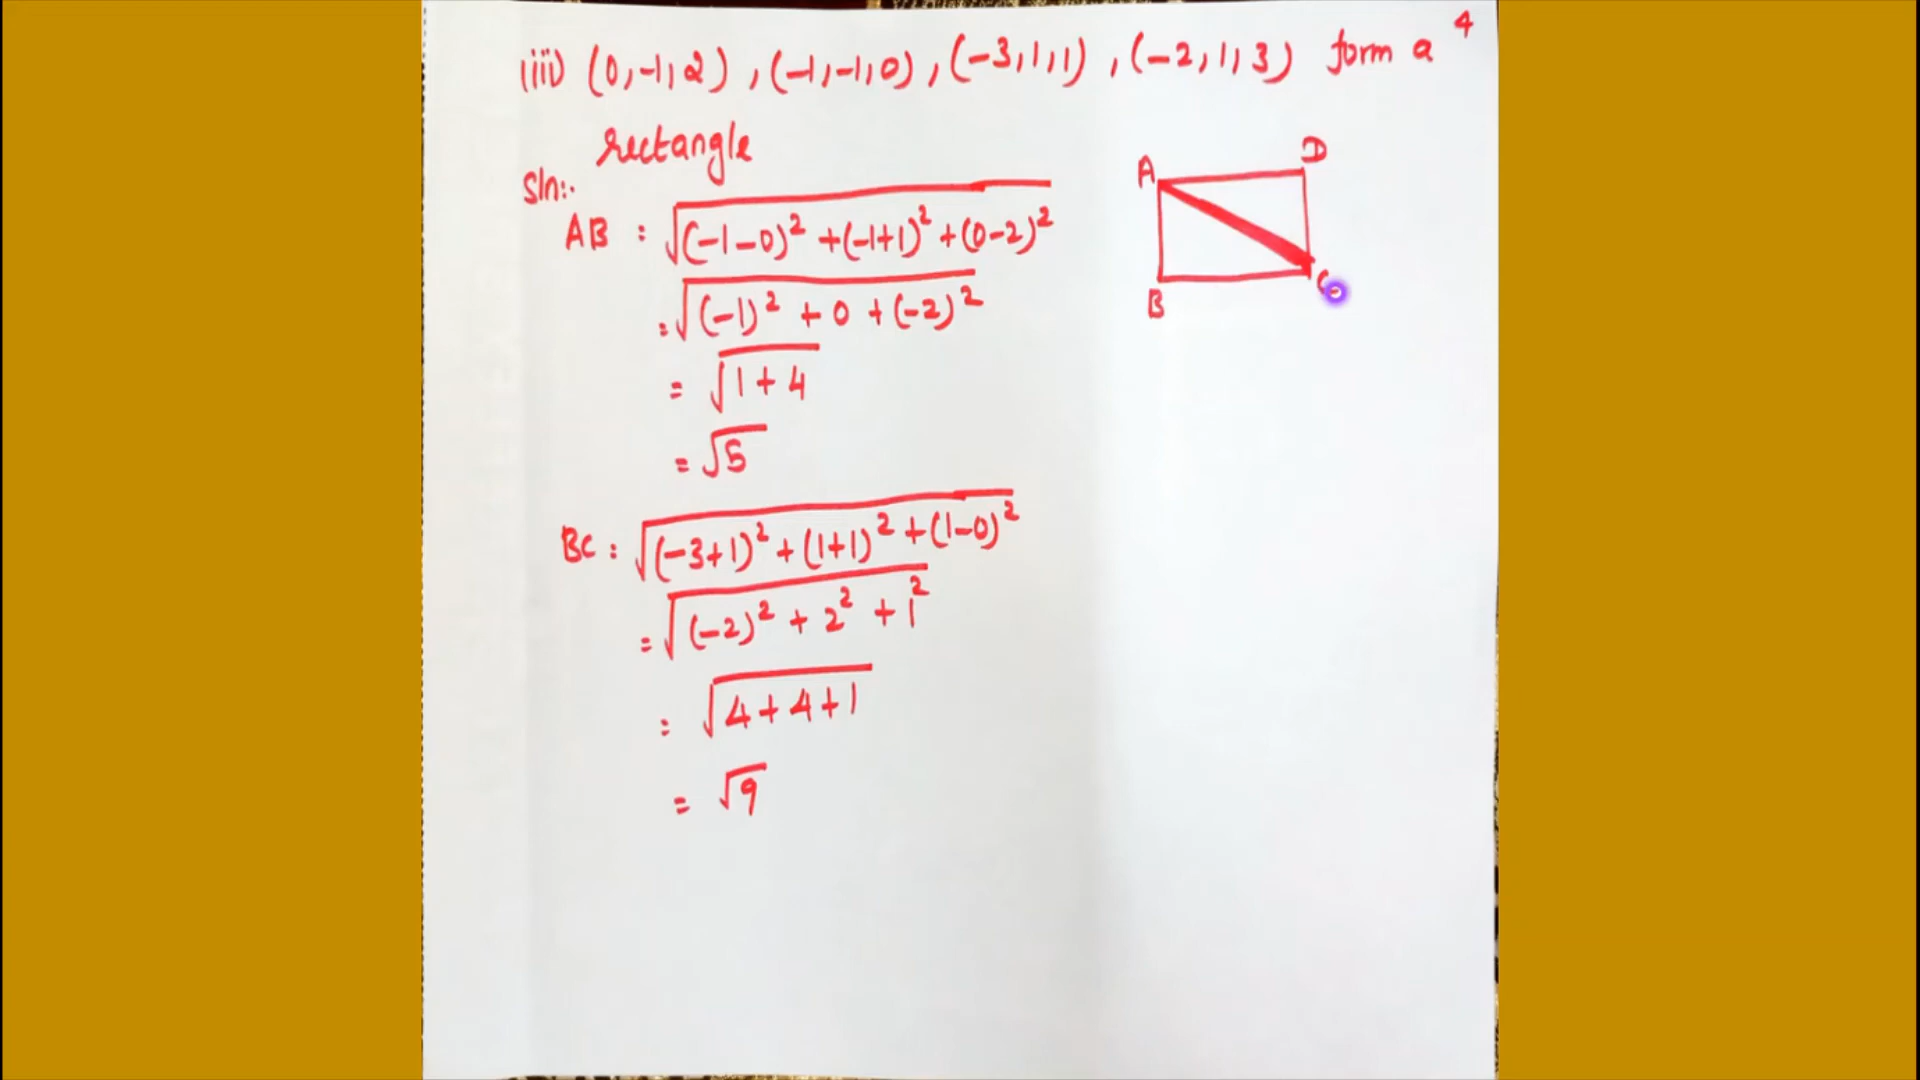 4
(iii) (0,-1,2), (-1,-1,0), (-3,1,1), (-2,1,3) form a
rectangle
Sln:.
A D
B C
AB = √(-1-0)² + (-1+1)² + (0-2)²
= √(-1)² + 0 + (-2)²
= √1+4
= √5
BC = √(-3+1)² + (1+1)² + (1-0)²
= √(-2)² + 2² + 1²
= √4+4+1
= √9